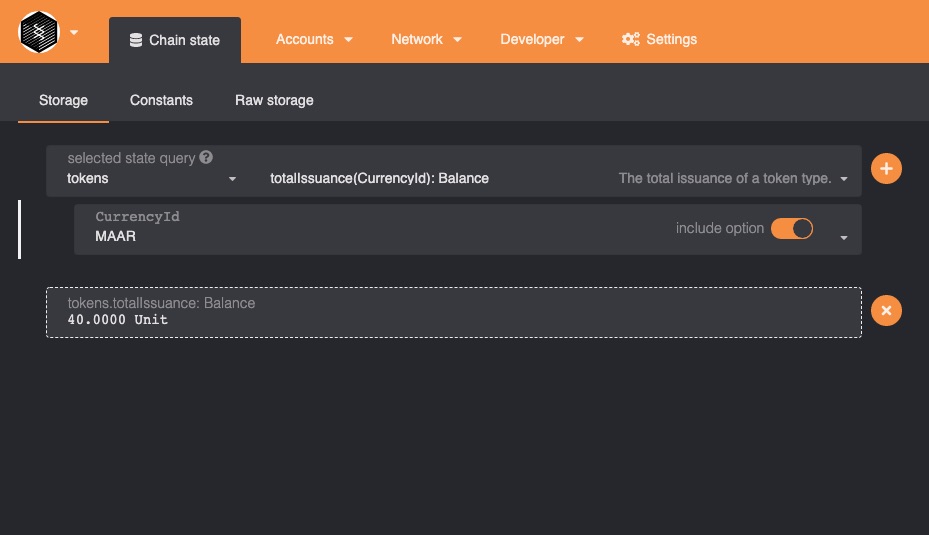 Chain state
Accounts
Network
Developer
Settings
Storage
Constants
Raw storage
selected state query
tokens
totalIssuance(CurrencyId): Balance
The total issuance of a token type.
CurrencyId
MAAR
include option
tokens.totalIssuance: Balance
40.0000 Unit